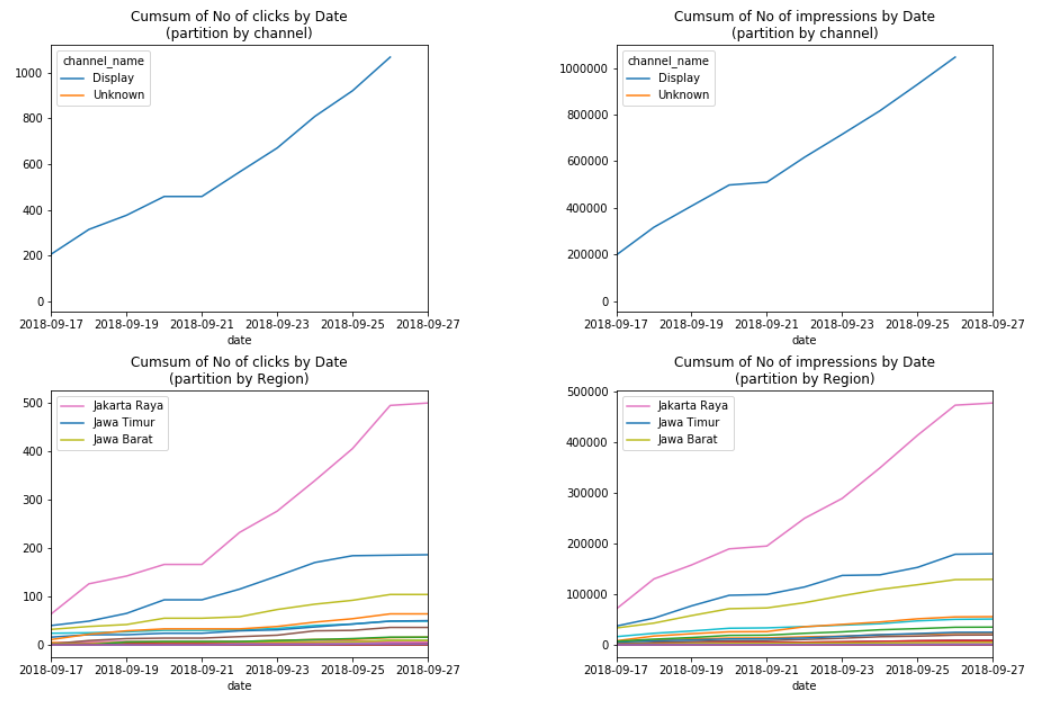 Cumsum of No of clicks by Date
(partition by channel)
channel_name
Display
Unknown
1000
800
600
400
200
0
2018-09-17 2018-09-19 2018-09-21 2018-09-23 2018-09-25 2018-09-27
date
Cumsum of No of impressions by Date
(partition by channel)
channel_name
Display
Unknown
1000000
800000
600000
400000
200000
0
2018-09-17 2018-09-19 2018-09-21 2018-09-23 2018-09-25 2018-09-27
date
Cumsum of No of clicks by Date
(partition by Region)
Jakarta Raya
Jawa Timur
Jawa Barat
500
400
300
200
100
0
2018-09-17 2018-09-19 2018-09-21 2018-09-23 2018-09-25 2018-09-27
date
Cumsum of No of impressions by Date
(partition by Region)
Jakarta Raya
Jawa Timur
Jawa Barat
500000
400000
300000
200000
100000
0
2018-09-17 2018-09-19 2018-09-21 2018-09-23 2018-09-25 2018-09-27
date